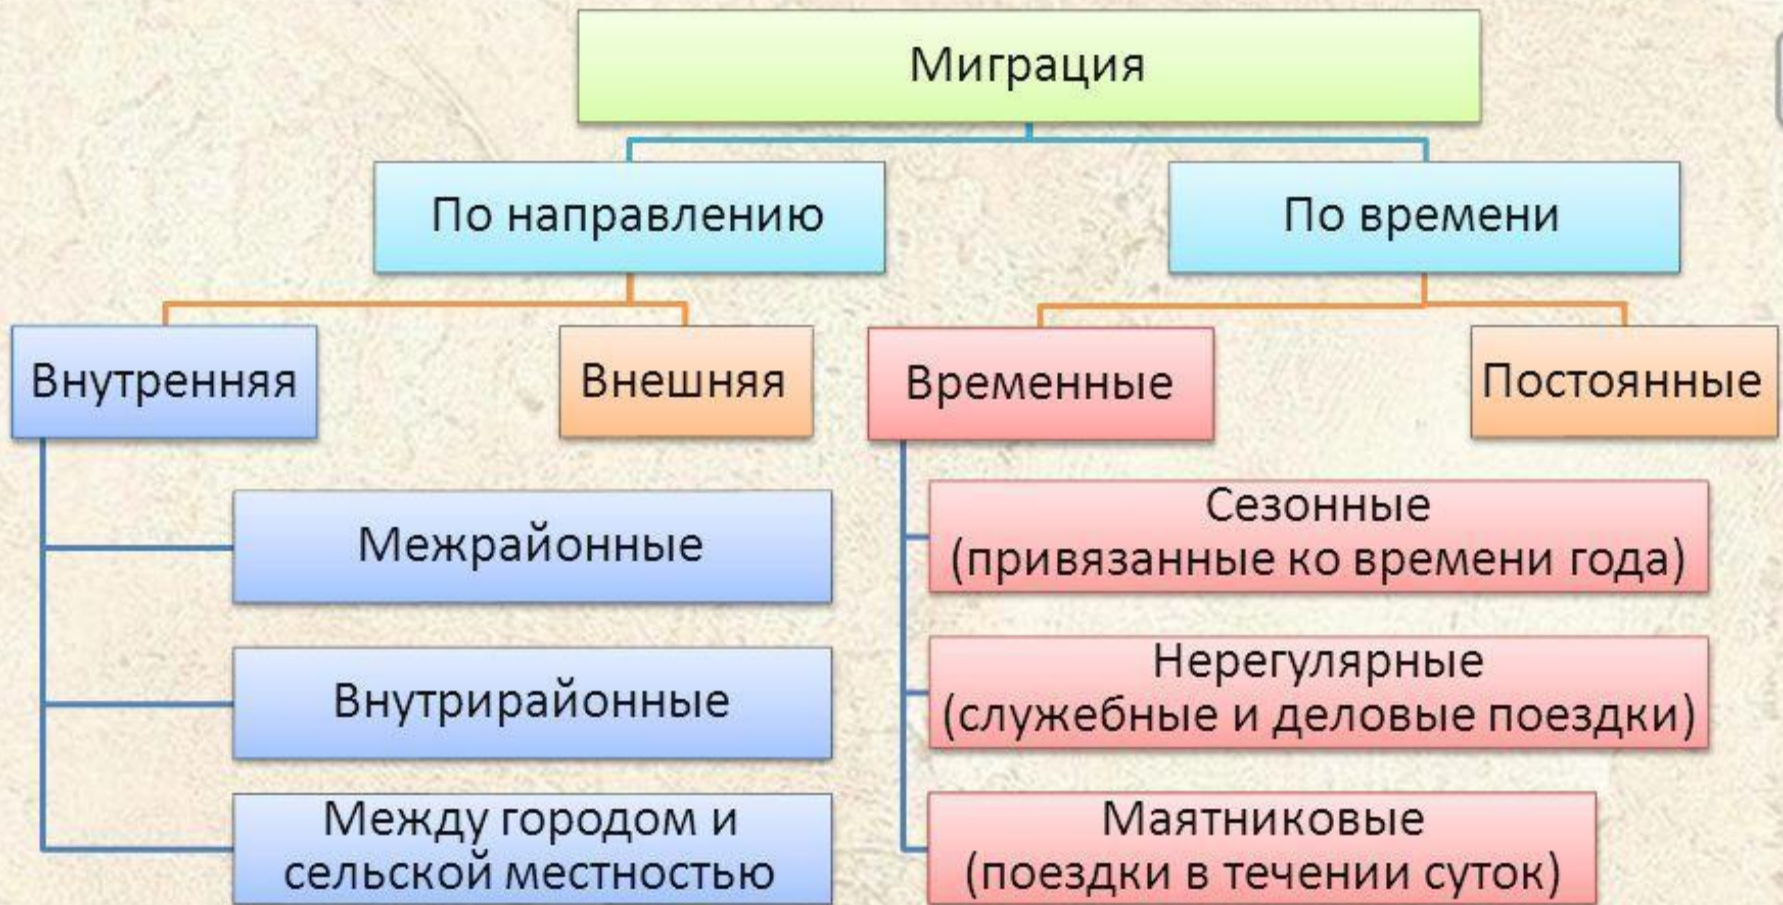 Миграция
По направлению
По времени
Внутренняя
Внешняя
Временные
Постоянные
Межрайонные
Внутрирайонные
Между городом и
сельской местностью
Сезонные
(привязанные ко времени года)
Нерегулярные
(служебные и деловые поездки)
Маятниковые
(поездки в течении суток)